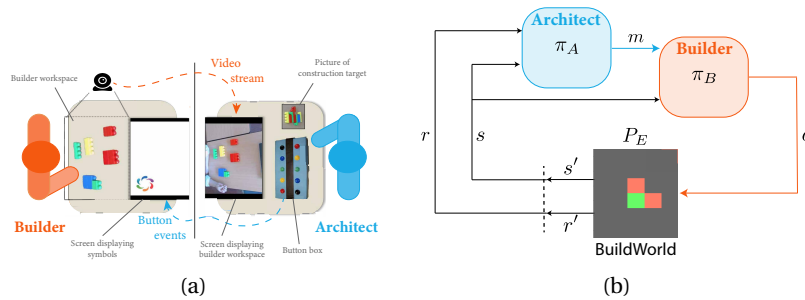 Builder workspace
Video
stream
Picture of
construction target
Builder
Button
events
Architect
Screen displaying
symbols
Screen displaying
builder workspace
Button box
(a)
Architect
π_A
m
Builder
π_B
r
s
P_E
s′
r′
BuildWorld
(b)